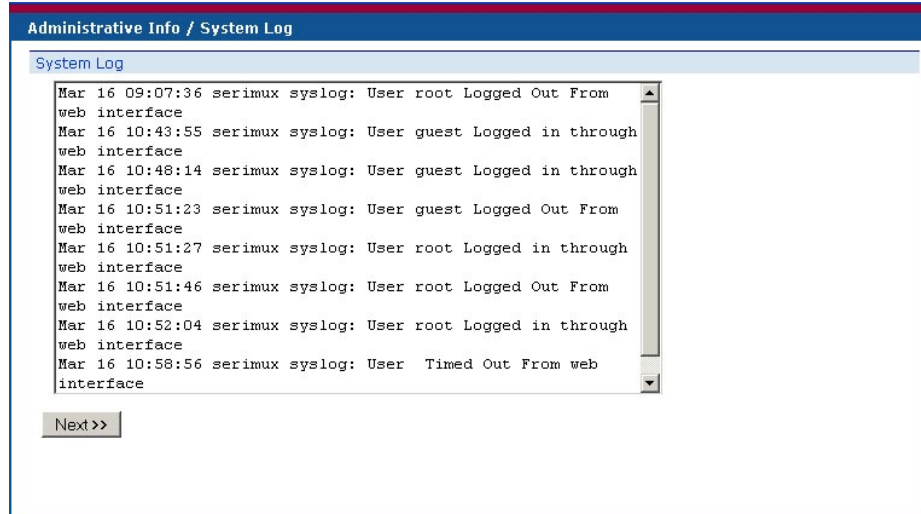 Administrative Info / System Log
System Log
Mar 16 09:07:36 serimux syslog: User root Logged Out From
web interface
Mar 16 10:43:55 serimux syslog: User guest Logged in through
web interface
Mar 16 10:48:14 serimux syslog: User guest Logged in through
web interface
Mar 16 10:51:23 serimux syslog: User guest Logged Out From
web interface
Mar 16 10:51:27 serimux syslog: User root Logged in through
web interface
Mar 16 10:51:46 serimux syslog: User root Logged Out From
web interface
Mar 16 10:52:04 serimux syslog: User root Logged in through
web interface
Mar 16 10:58:56 serimux syslog: User  Timed Out From web
interface
Next >>